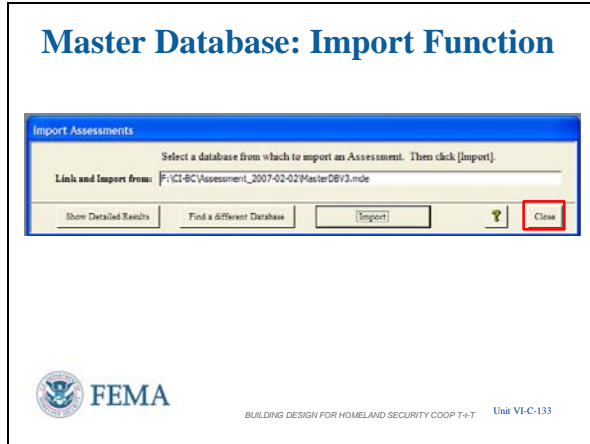 Master Database: Import Function
Import Assessments
Select a database from which to import an Assessment. Then click [Import].
Link and Import from: F:\CI-BC\Assessment_2007-02-02\MasterDBV3.mde
Show Detailed Results Find a different Database Import ? Close
FEMA
BUILDING DESIGN FOR HOMELAND SECURITY COOP T-t-T Unit VI-C-133